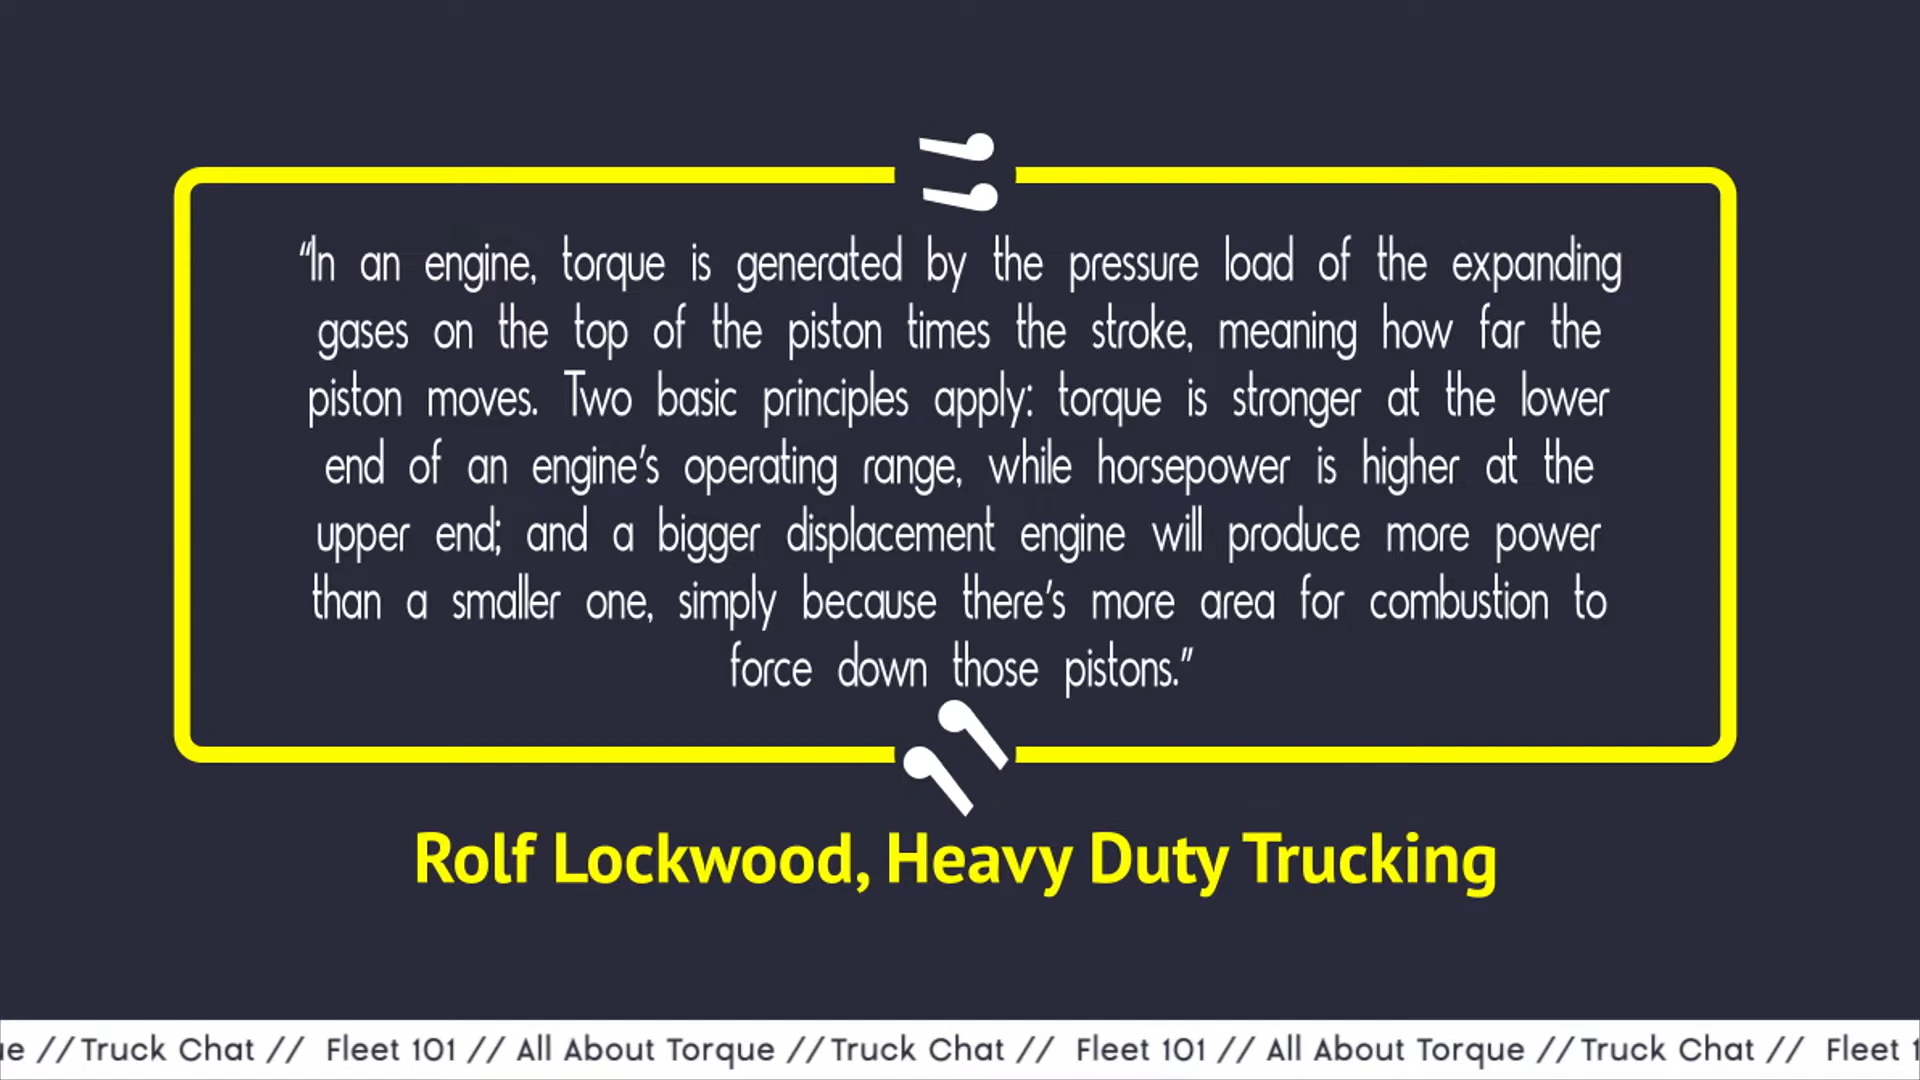 “In an engine, torque is generated by the pressure load of the expanding
gases on the top of the piston times the stroke, meaning how far the
piston moves. Two basic principles apply: torque is stronger at the lower
end of an engine’s operating range, while horsepower is higher at the
upper end; and a bigger displacement engine will produce more power
than a smaller one, simply because there’s more area for combustion to
force down those pistons.”
Rolf Lockwood, Heavy Duty Trucking
ue // Truck Chat // Fleet 101 // All About Torque // Truck Chat // Fleet 101 // All About Torque // Truck Chat // Fleet 1